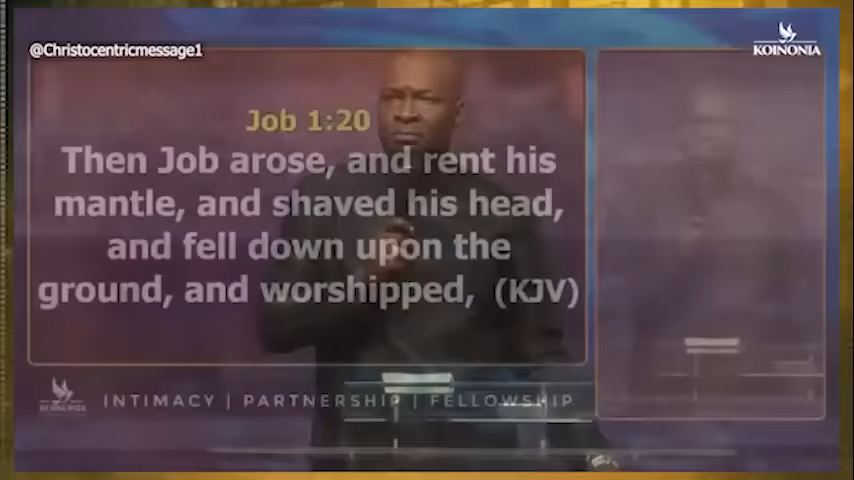 @Christocentricmessage1
KOINONIA
Job 1:20
Then Job arose, and rent his
mantle, and shaved his head,
and fell down upon the
ground, and worshipped, (KJV)
KOINONIA
INTIMACY | PARTNERSHIP | FELLOWSHIP